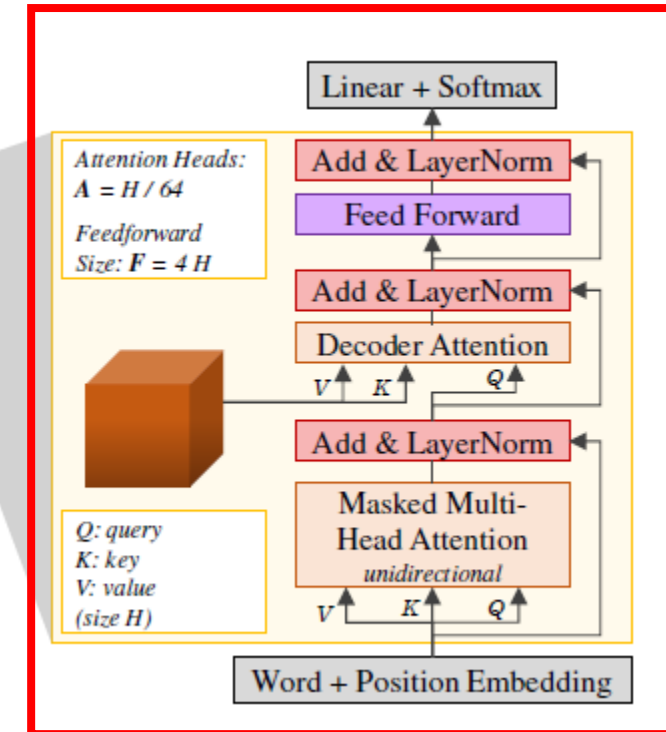 Linear + Softmax
Attention Heads:
A = H / 64
Feedforward
Size: F = 4 H
Add & LayerNorm
Feed Forward
Add & LayerNorm
Decoder Attention
V
K
Q
Add & LayerNorm
Masked Multi-
Head Attention
unidirectional
V
K
Q
Q: query
K: key
V: value
(size H)
Word + Position Embedding